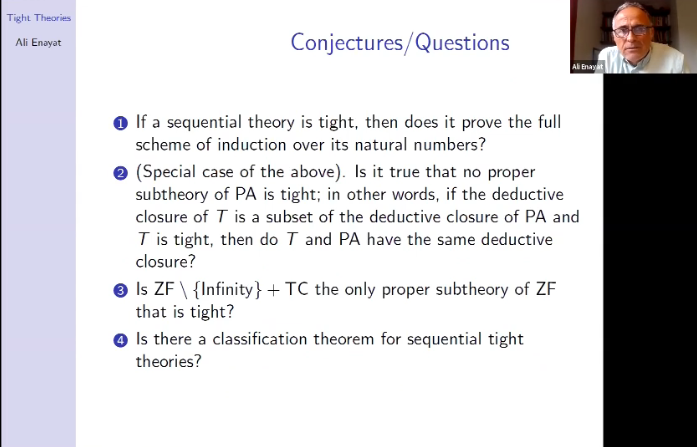 Tight Theories
Ali Enayat
Conjectures/Questions
Ali Enayat
1 If a sequential theory is tight, then does it prove the full
scheme of induction over its natural numbers?
2 (Special case of the above). Is it true that no proper
subtheory of PA is tight; in other words, if the deductive
closure of T is a subset of the deductive closure of PA and
T is tight, then do T and PA have the same deductive
closure?
3 Is ZF \ {Infinity} + TC the only proper subtheory of ZF
that is tight?
4 Is there a classification theorem for sequential tight
theories?